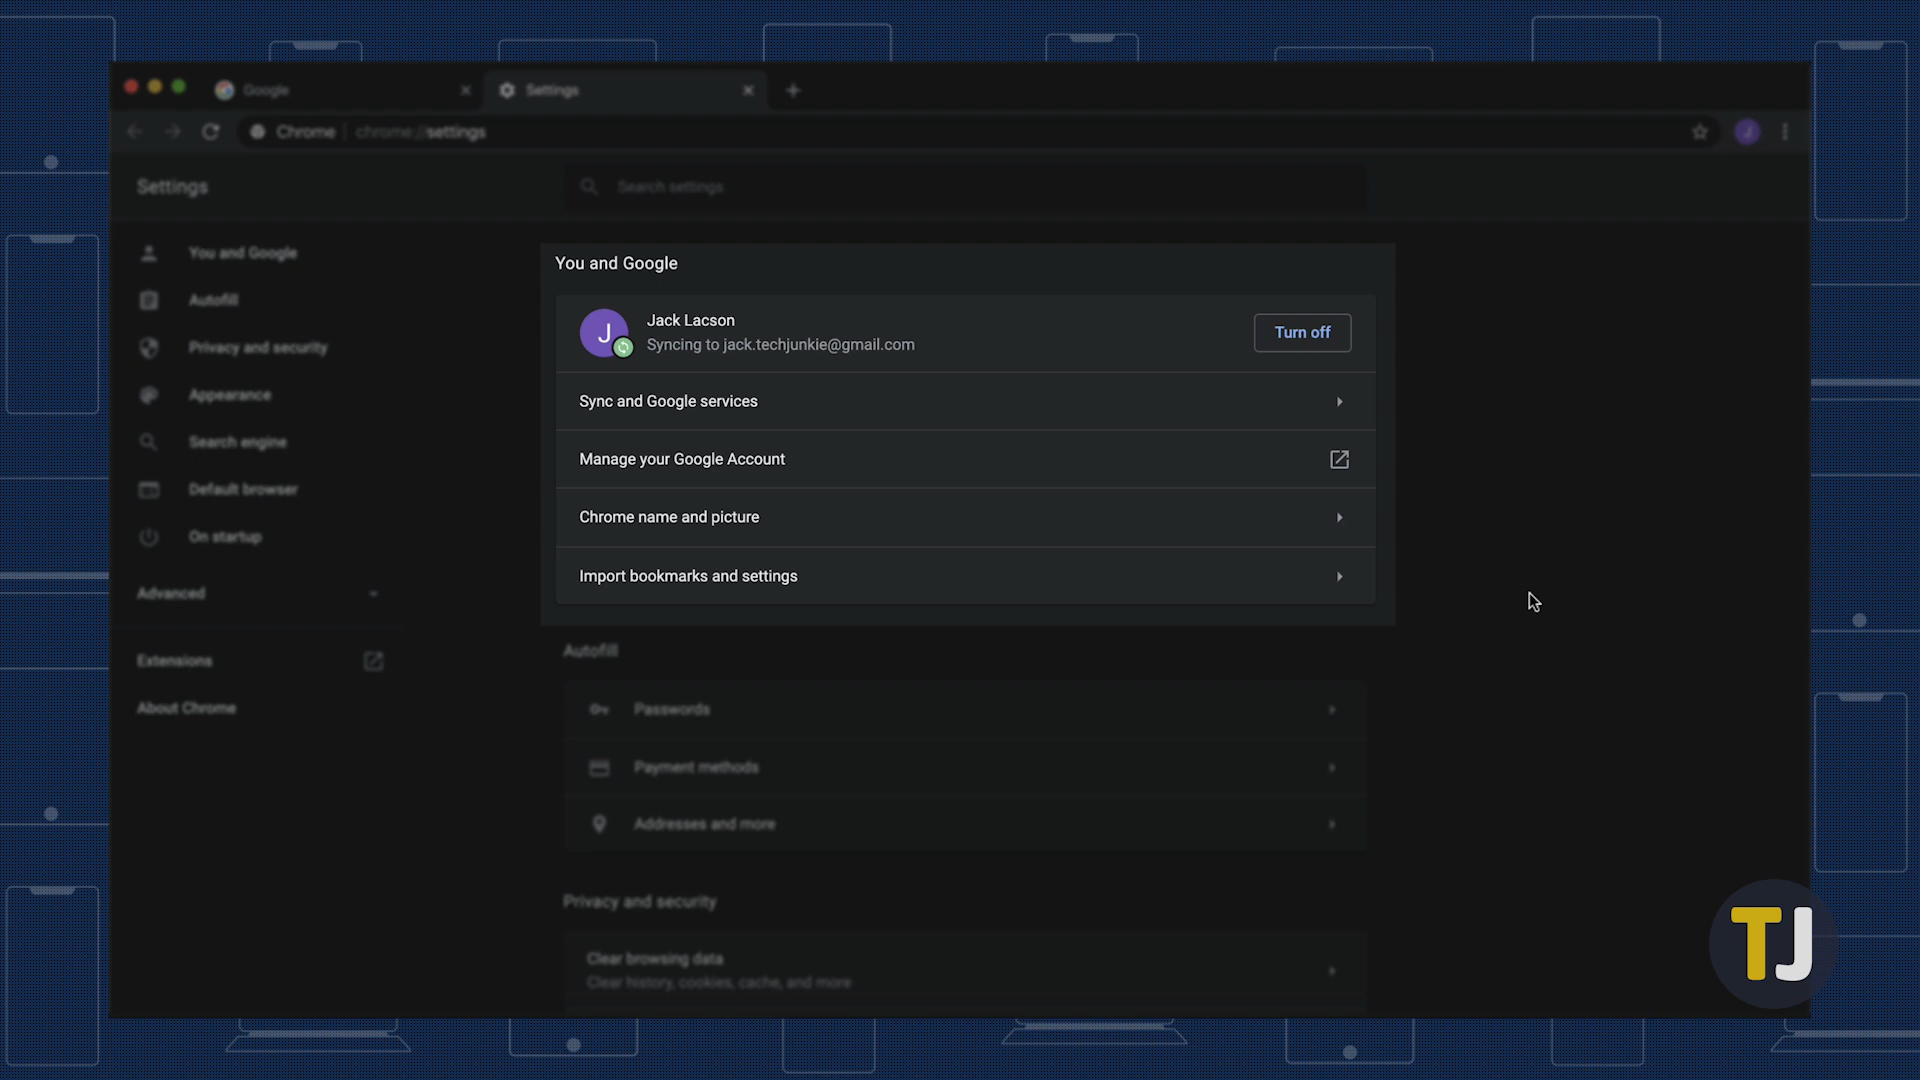 Google
Settings
Chrome | chrome://settings
J
Settings
Search settings
You and Google
Autofill
Privacy and security
Appearance
Search engine
Default browser
On startup
Advanced
Extensions
About Chrome
You and Google
J
Jack Lacson
Syncing to jack.techjunkie@gmail.com
Turn off
Sync and Google services
Manage your Google Account
Chrome name and picture
Import bookmarks and settings
Autofill
Passwords
Payment methods
Addresses and more
Privacy and security
Clear browsing data
Clear history, cookies, cache, and more
TJ